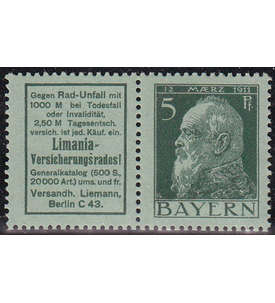 Gegen Rad-Unfall mit
1000 M bei Todesfall
oder Invalidität,
2,50 M Tagesentsch.
versich. ist jed. Käuf. ein.
Limania-
Versicherungsrades!
Generalkatalog (500 S.,
20000 Art.) ums. und fr.
Versandh. Liemann,
Berlin C 43.
12 MÆRZ 1911
5 Pf.
BAYERN